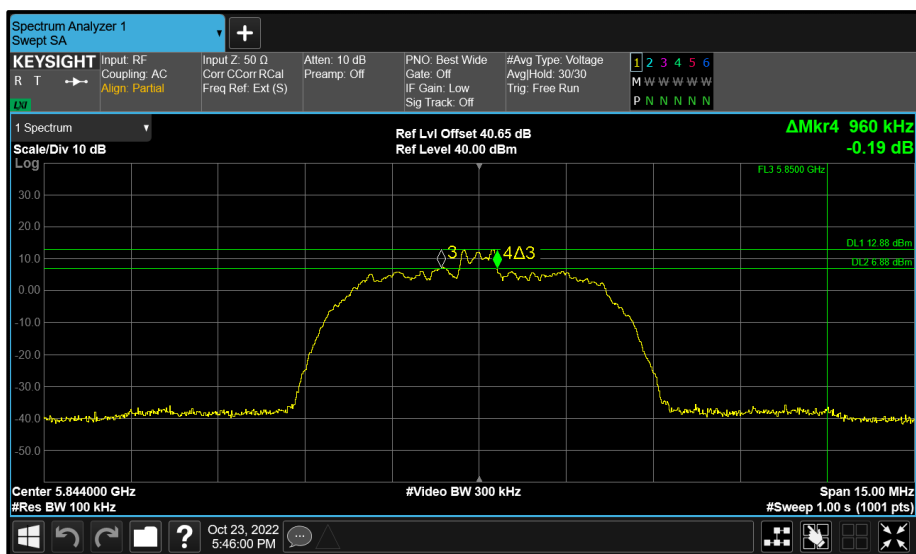 Spectrum Analyzer 1
Swept SA
KEYSIGHT
R T
LXI
Input: RF
Coupling: AC
Align: Partial
Input Z: 50 Ω
Corr CCorr RCal
Freq Ref: Ext (S)
Atten: 10 dB
Preamp: Off
PNO: Best Wide
Gate: Off
IF Gain: Low
Sig Track: Off
#Avg Type: Voltage
Avg|Hold: 30/30
Trig: Free Run
1 2 3 4 5 6
M W W W W W
P N N N N N
1 Spectrum
Scale/Div 10 dB
Ref Lvl Offset 40.65 dB
Ref Level 40.00 dBm
ΔMkr4 960 kHz
-0.19 dB
Log
FL3 5.8500 GHz
30.0
20.0
DL1 12.88 dBm
10.0
3
4Δ3
DL2 6.88 dBm
0.00
-10.0
-20.0
-30.0
-40.0
-50.0
Center 5.844000 GHz
#Video BW 300 kHz
Span 15.00 MHz
#Res BW 100 kHz
#Sweep 1.00 s (1001 pts)
?
Oct 23, 2022
5:46:00 PM